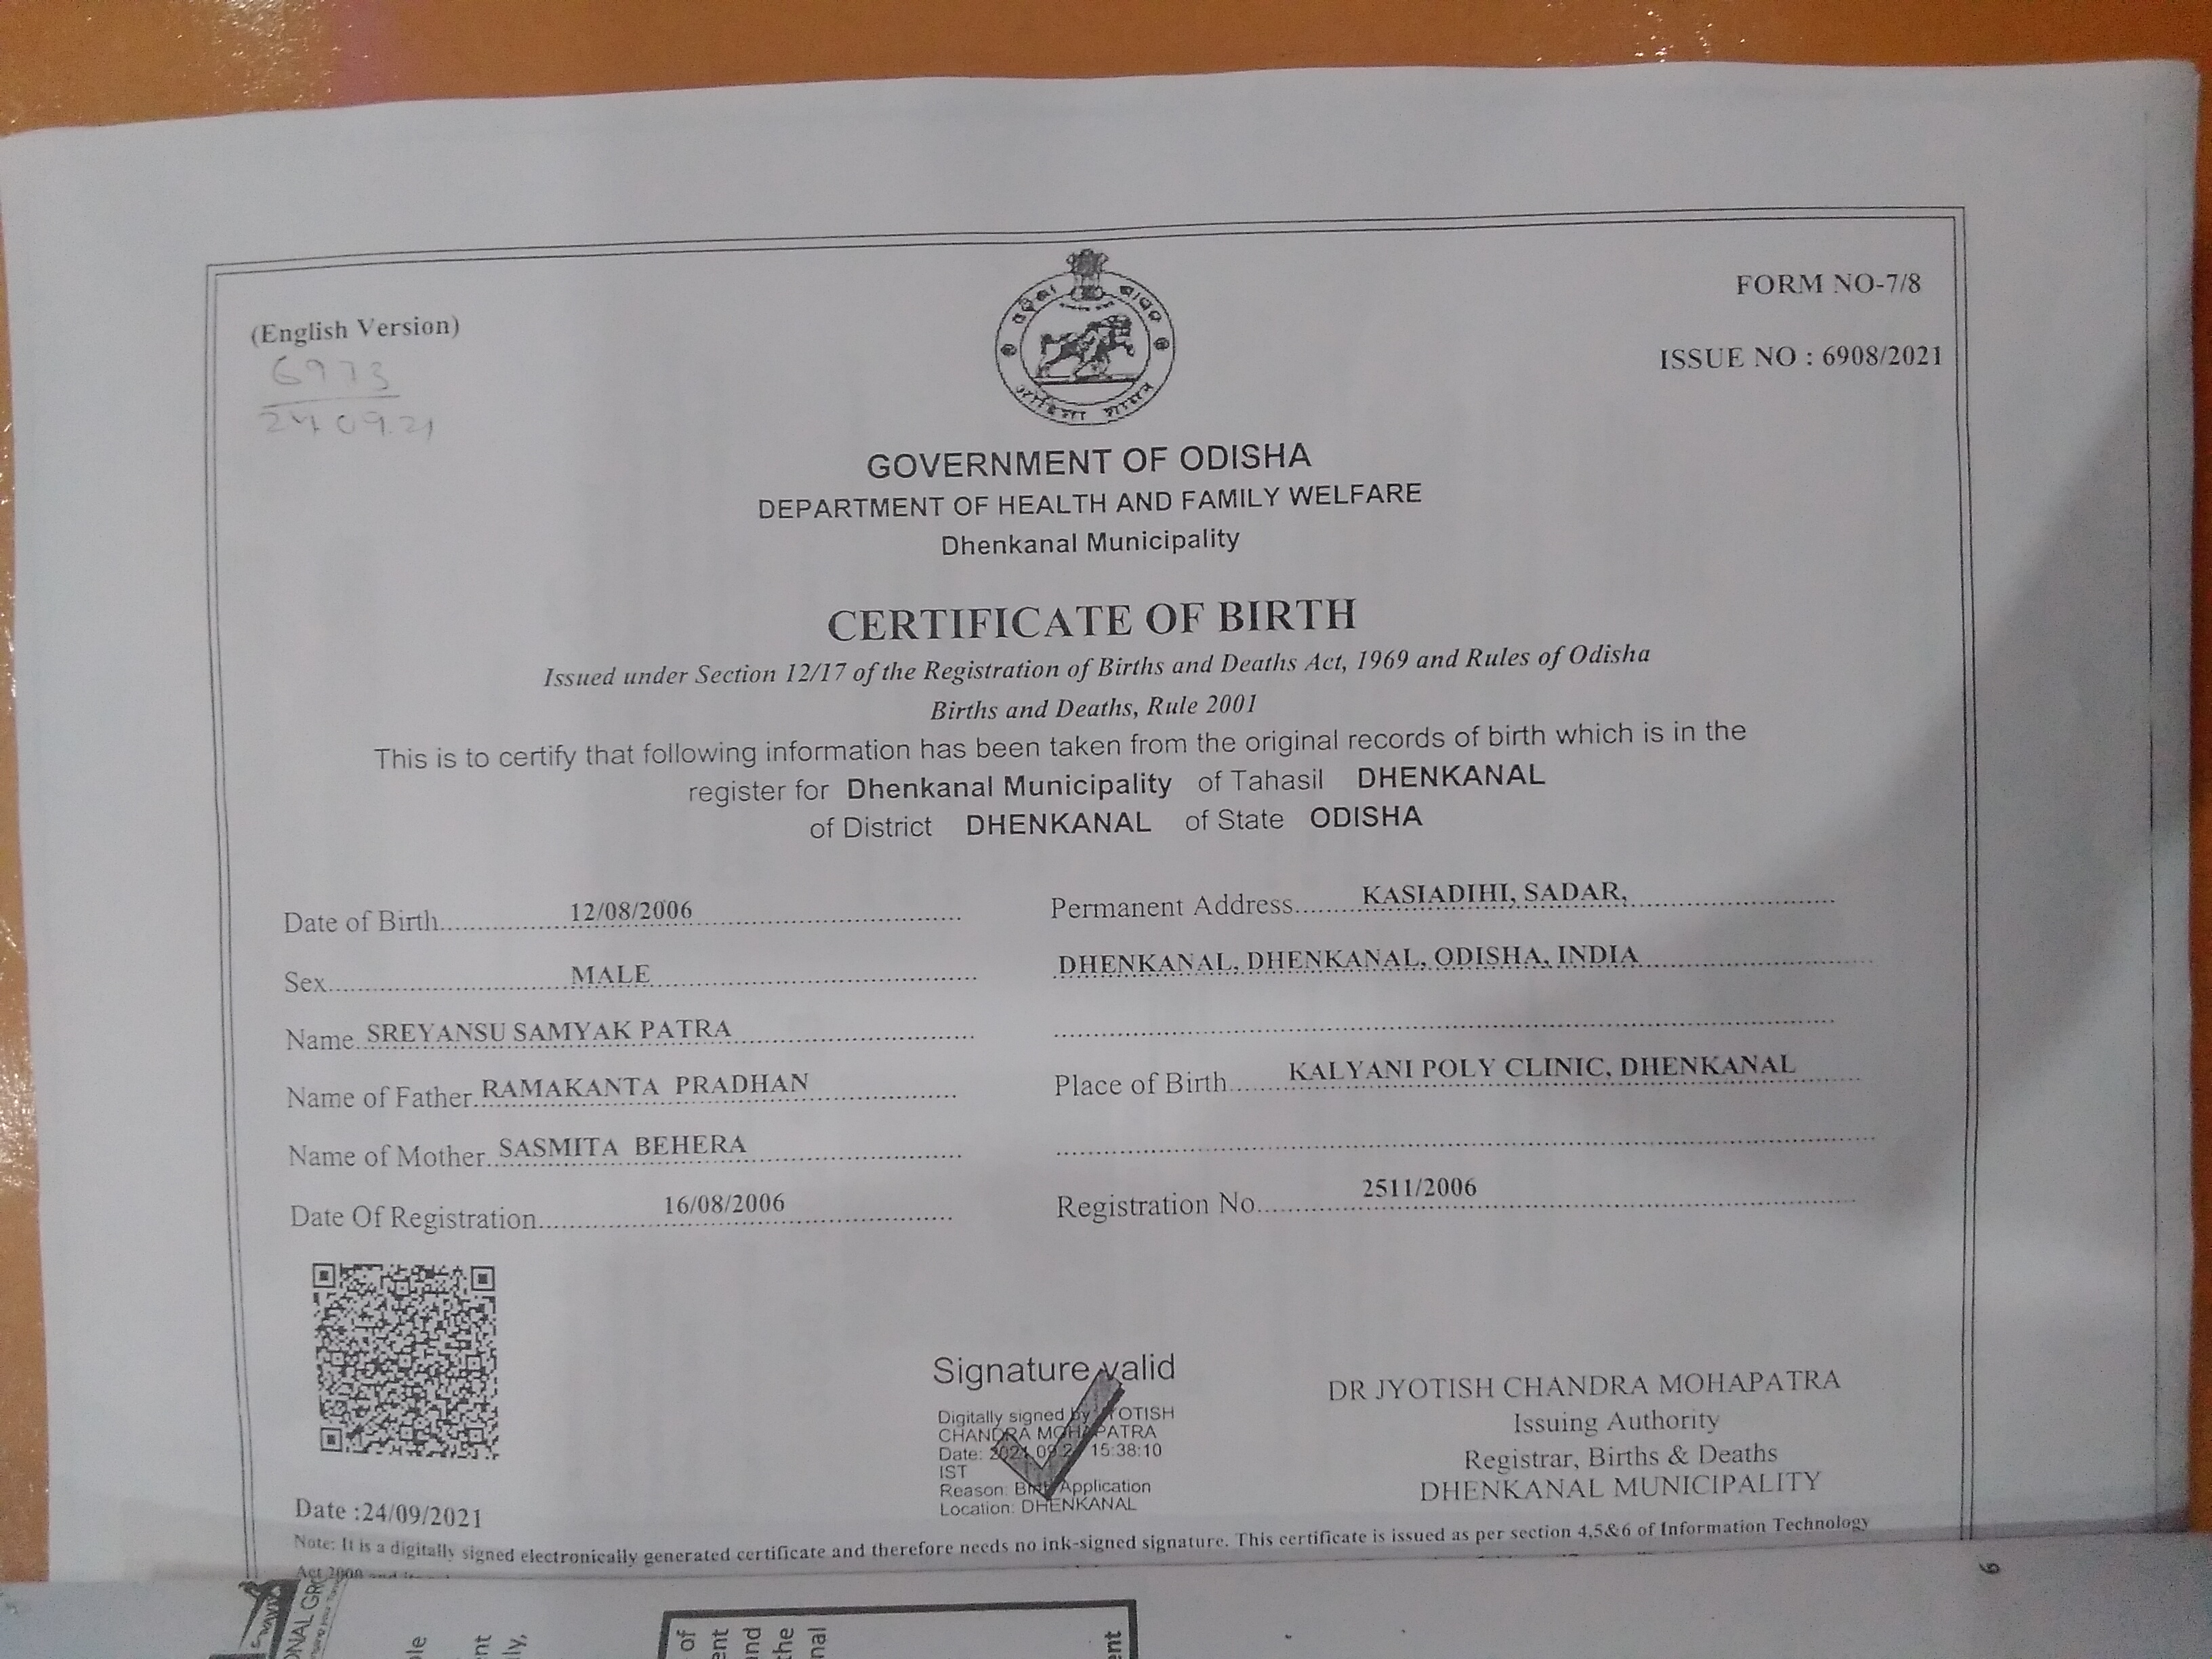 (English Version)
6973
24 09.21
FORM NO-7/8
ISSUE NO : 6908/2021
GOVERNMENT OF ODISHA
DEPARTMENT OF HEALTH AND FAMILY WELFARE
Dhenkanal Municipality
CERTIFICATE OF BIRTH
Issued under Section 12/17 of the Registration of Births and Deaths Act, 1969 and Rules of Odisha
Births and Deaths, Rule 2001
This is to certify that following information has been taken from the original records of birth which is in the
register for Dhenkanal Municipality of Tahasil DHENKANAL
of District DHENKANAL of State ODISHA
Date of Birth 12/08/2006
Sex MALE
Name SREYANSU SAMYAK PATRA
Name of Father RAMAKANTA PRADHAN
Name of Mother SASMITA BEHERA
Date Of Registration 16/08/2006
Permanent Address KASIADIHI, SADAR,
DHENKANAL, DHENKANAL, ODISHA, INDIA
Place of Birth KALYANI POLY CLINIC, DHENKANAL
Registration No. 2511/2006
Date :24/09/2021
Signature valid
Digitally signed by JYOTISH
CHANDRA MOHAPATRA
Date: 15:38:10
IST
Reason: Birth Application
Location: DHENKANAL
DR JYOTISH CHANDRA MOHAPATRA
Issuing Authority
Registrar, Births & Deaths
DHENKANAL MUNICIPALITY
Note: It is a digitally signed electronically generated certificate and therefore needs no ink-signed signature. This certificate is issued as per section 4,5&6 of Information Technology
Act 2000 and
of
and
the